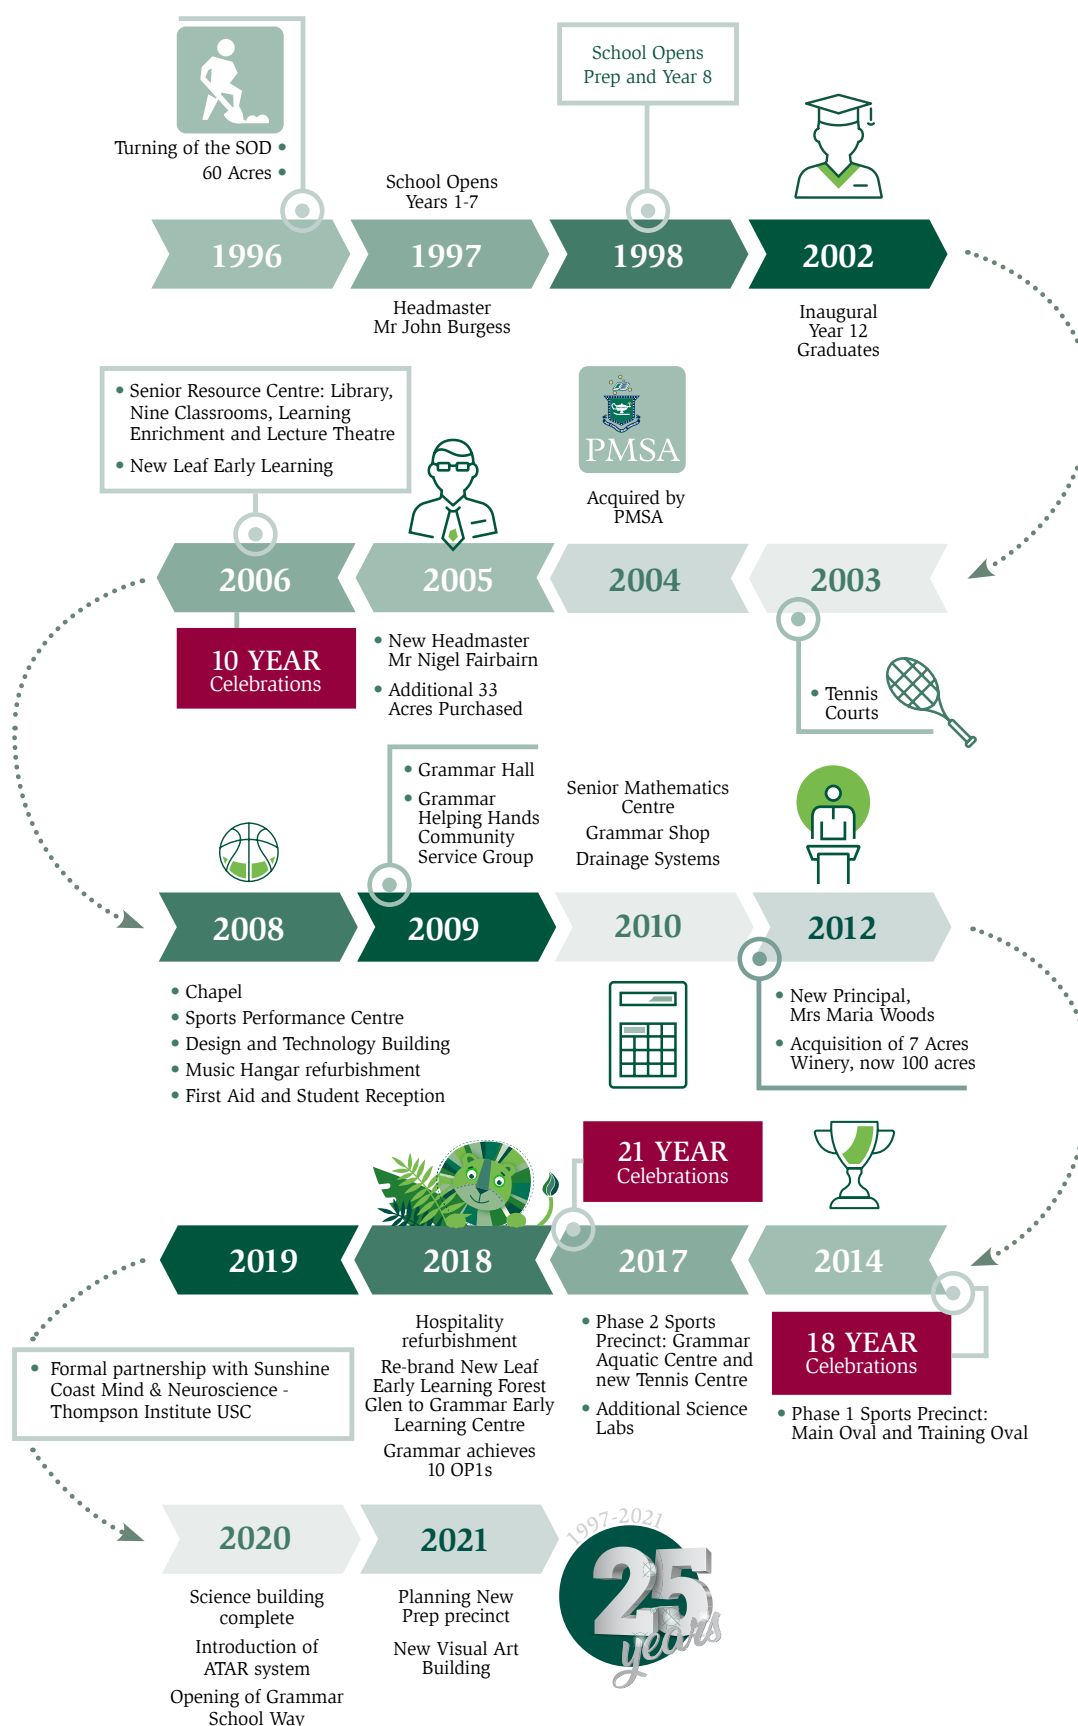 Turning of the SOD
60 Acres
School Opens
Years 1-7
School Opens
Prep and Year 8
1996
1997
1998
2002
Headmaster
Mr John Burgess
Inaugural
Year 12
Graduates
Senior Resource Centre: Library,
Nine Classrooms, Learning
Enrichment and Lecture Theatre
New Leaf Early Learning
PMSA
Acquired by
PMSA
2006
2005
2004
2003
10 YEAR
Celebrations
New Headmaster
Mr Nigel Fairbairn
Additional 33
Acres Purchased
Tennis
Courts
Grammar Hall
Grammar
Helping Hands
Community
Service Group
Senior Mathematics
Centre
Grammar Shop
Drainage Systems
2008
2009
2010
2012
Chapel
Sports Performance Centre
Design and Technology Building
Music Hangar refurbishment
First Aid and Student Reception
New Principal,
Mrs Maria Woods
Acquisition of 7 Acres
Winery, now 100 acres
21 YEAR
Celebrations
2019
2018
2017
2014
Formal partnership with Sunshine
Coast Mind & Neuroscience -
Thompson Institute USC
Hospitality
refurbishment
Re-brand New Leaf
Early Learning Forest
Glen to Grammar Early
Learning Centre
Grammar achieves
10 OP1s
Phase 2 Sports
Precinct: Grammar
Aquatic Centre and
new Tennis Centre
Additional Science
Labs
18 YEAR
Celebrations
Phase 1 Sports Precinct:
Main Oval and Training Oval
2020
2021
1997-2021
25
years
Science building
complete
Introduction of
ATAR system
Opening of Grammar
School Way
Planning New
Prep precinct
New Visual Art
Building